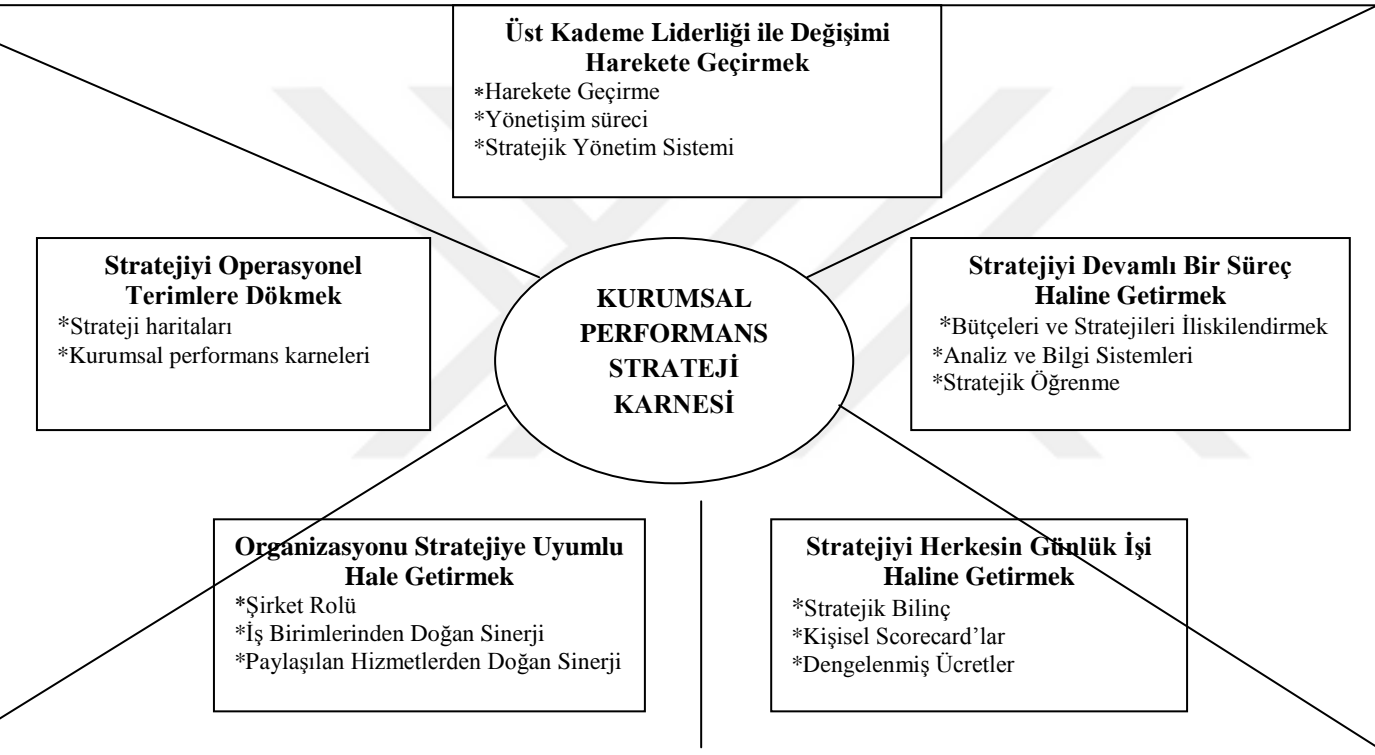 Üst Kademe Liderliği ile Değişimi
Harekete Geçirmek
*Harekete Geçirme
*Yönetişim süreci
*Stratejik Yönetim Sistemi
Stratejiyi Operasyonel
Terimlere Dökmek
*Strateji haritaları
*Kurumsal performans karneleri
KURUMSAL
PERFORMANS
STRATEJİ
KARNESİ
Stratejiyi Devamlı Bir Süreç
Haline Getirmek
*Bütçeleri ve Stratejileri İliskilendirmek
*Analiz ve Bilgi Sistemleri
*Stratejik Öğrenme
Organizasyonu Stratejiye Uyumlu
Hale Getirmek
*Şirket Rolü
*İş Birimlerinden Doğan Sinerji
*Paylaşılan Hizmetlerden Doğan Sinerji
Stratejiyi Herkesin Günlük İşi
Haline Getirmek
*Stratejik Bilinç
*Kişisel Scorecard’lar
*Dengelenmiş Ücretler